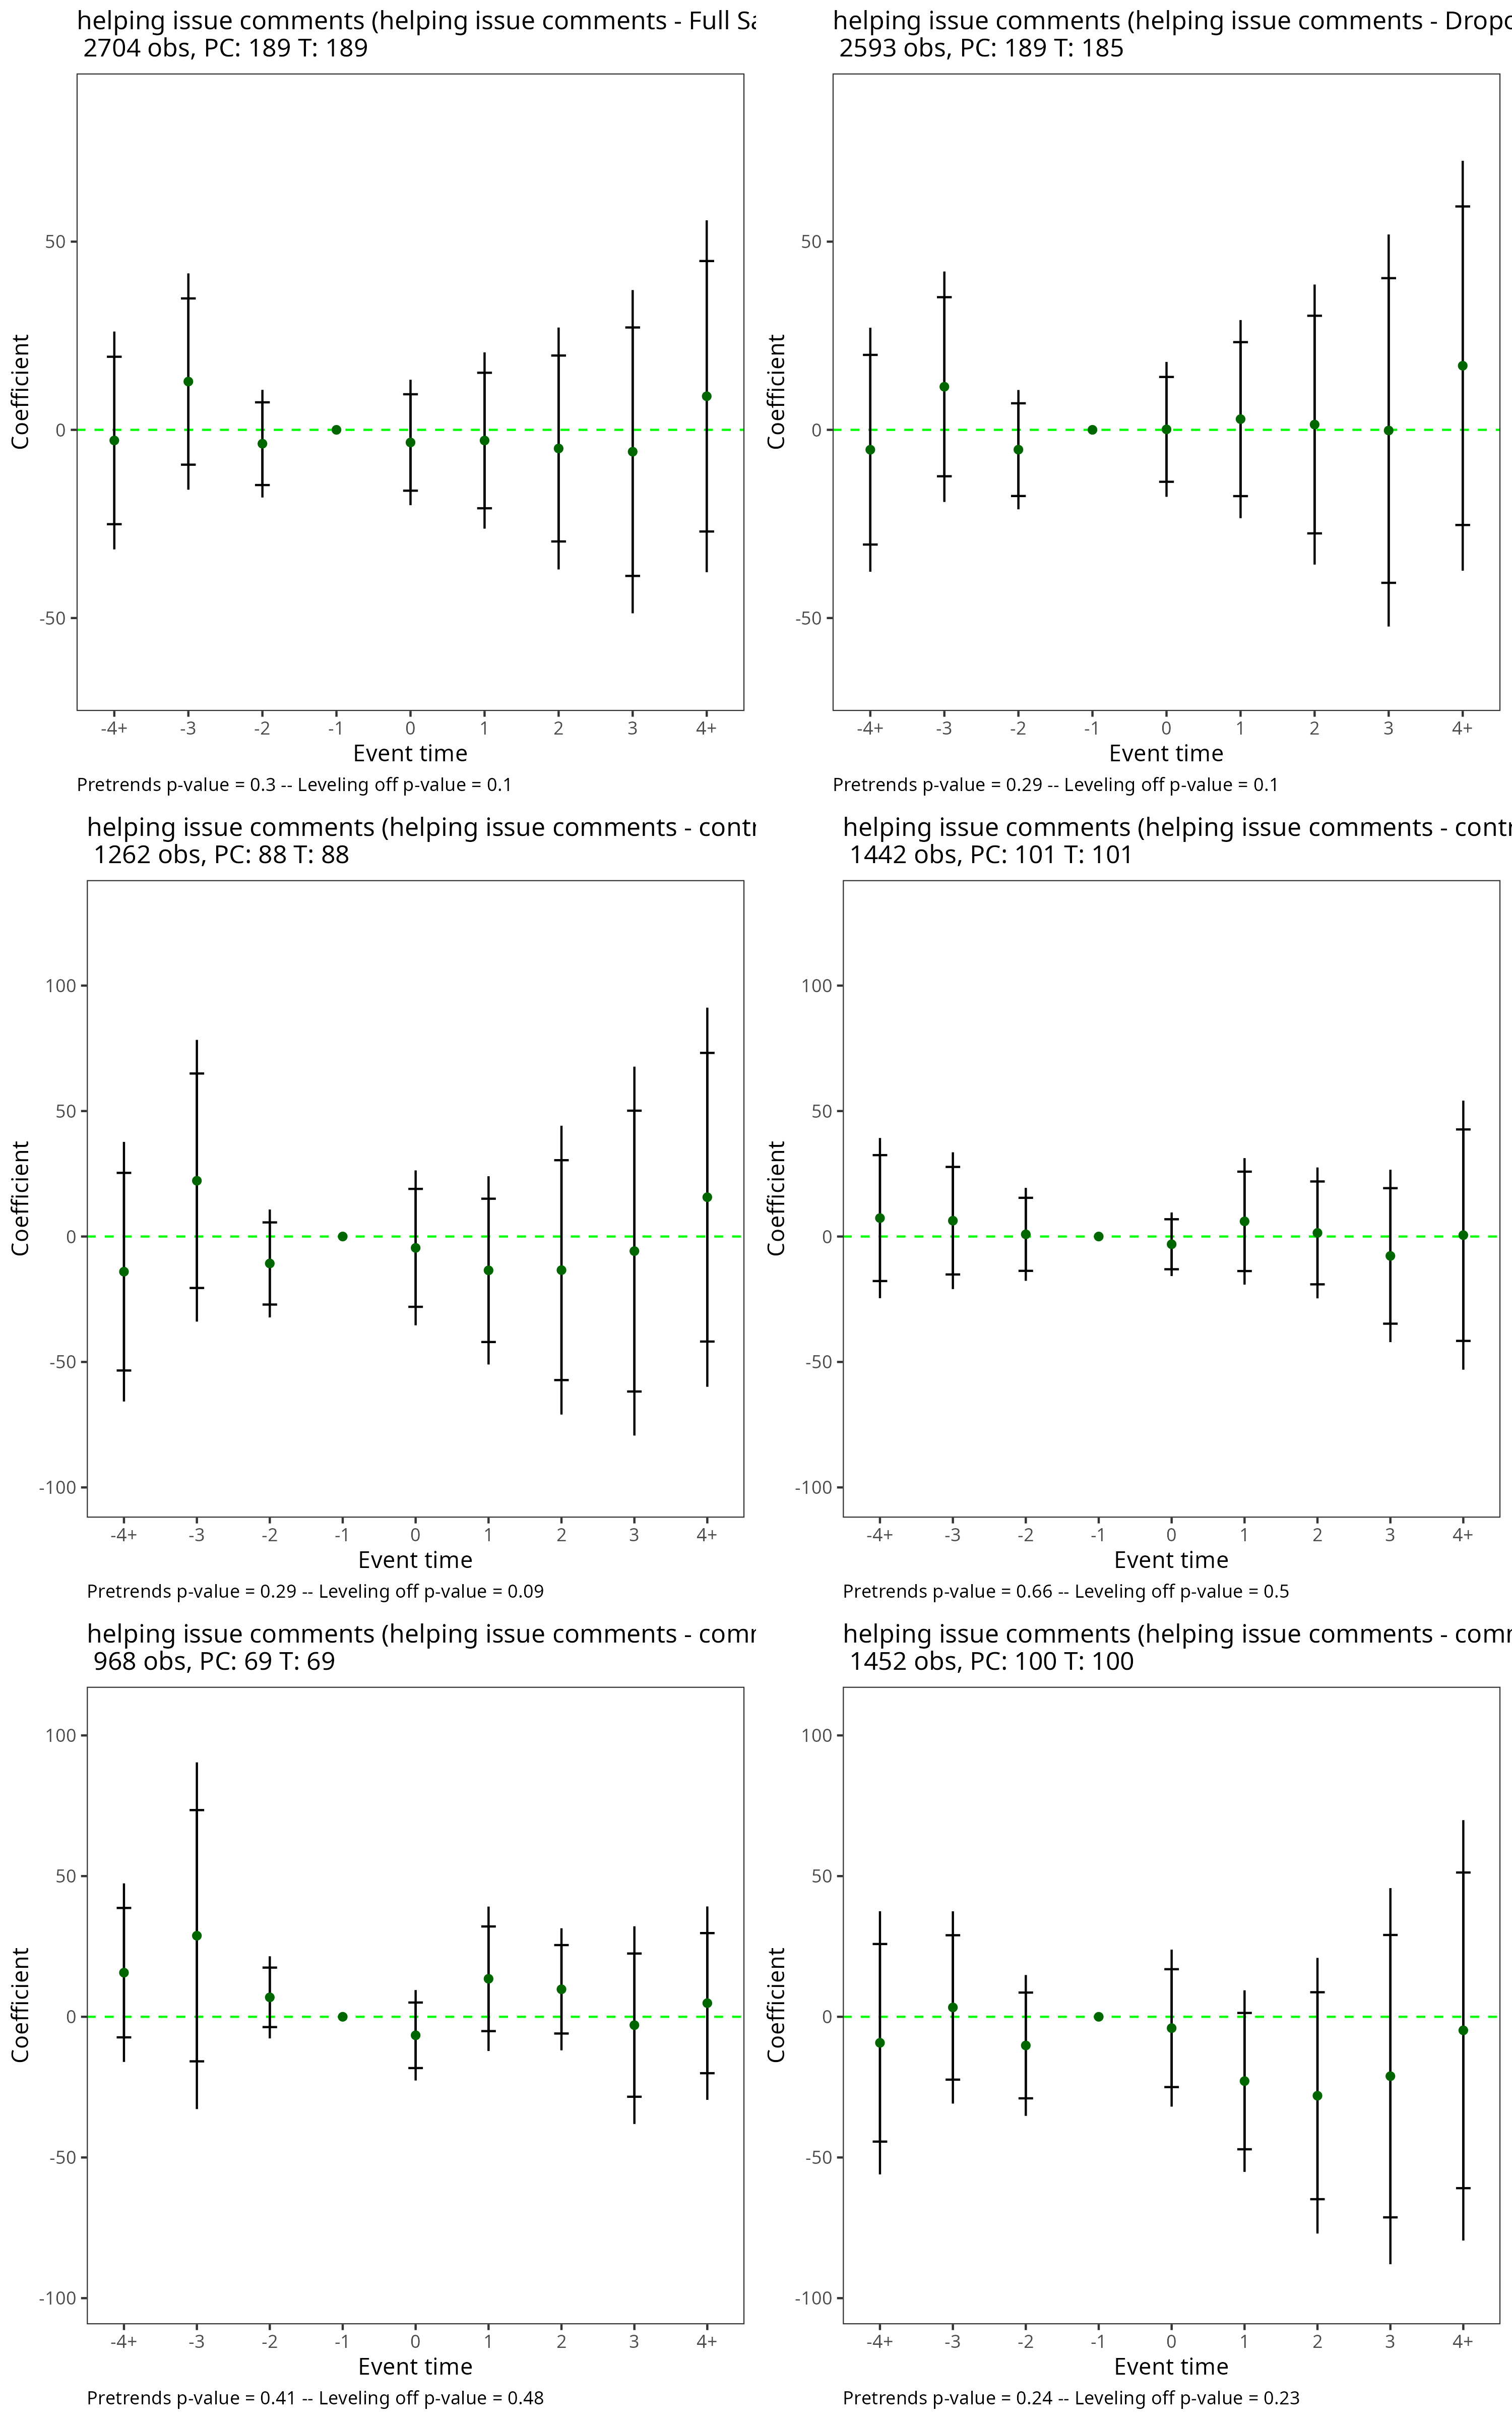 helping issue comments (helping issue comments - Full
2704 obs, PC: 189 T: 189
50
0
-50
Coefficient
-4+ -3 -2 -1 0 1 2 3 4+
Event time
Pretrends p-value = 0.3 -- Leveling off p-value = 0.1
helping issue comments (helping issue comments -
2593 obs, PC: 189 T: 185
50
0
-50
Coefficient
-4+ -3 -2 -1 0 1 2 3 4+
Event time
Pretrends p-value = 0.29 -- Leveling off p-value = 0.1
helping issue comments (helping issue comments -
1262 obs, PC: 88 T: 88
100
50
0
-50
-100
Coefficient
-4+ -3 -2 -1 0 1 2 3 4+
Event time
Pretrends p-value = 0.29 -- Leveling off p-value = 0.09
helping issue comments (helping issue comments -
1442 obs, PC: 101 T: 101
100
50
0
-50
-100
Coefficient
-4+ -3 -2 -1 0 1 2 3 4+
Event time
Pretrends p-value = 0.66 -- Leveling off p-value = 0.5
helping issue comments (helping issue comments -
968 obs, PC: 69 T: 69
100
50
0
-50
-100
Coefficient
-4+ -3 -2 -1 0 1 2 3 4+
Event time
Pretrends p-value = 0.41 -- Leveling off p-value = 0.48
helping issue comments (helping issue comments -
1452 obs, PC: 100 T: 100
100
50
0
-50
-100
Coefficient
-4+ -3 -2 -1 0 1 2 3 4+
Event time
Pretrends p-value = 0.24 -- Leveling off p-value = 0.23